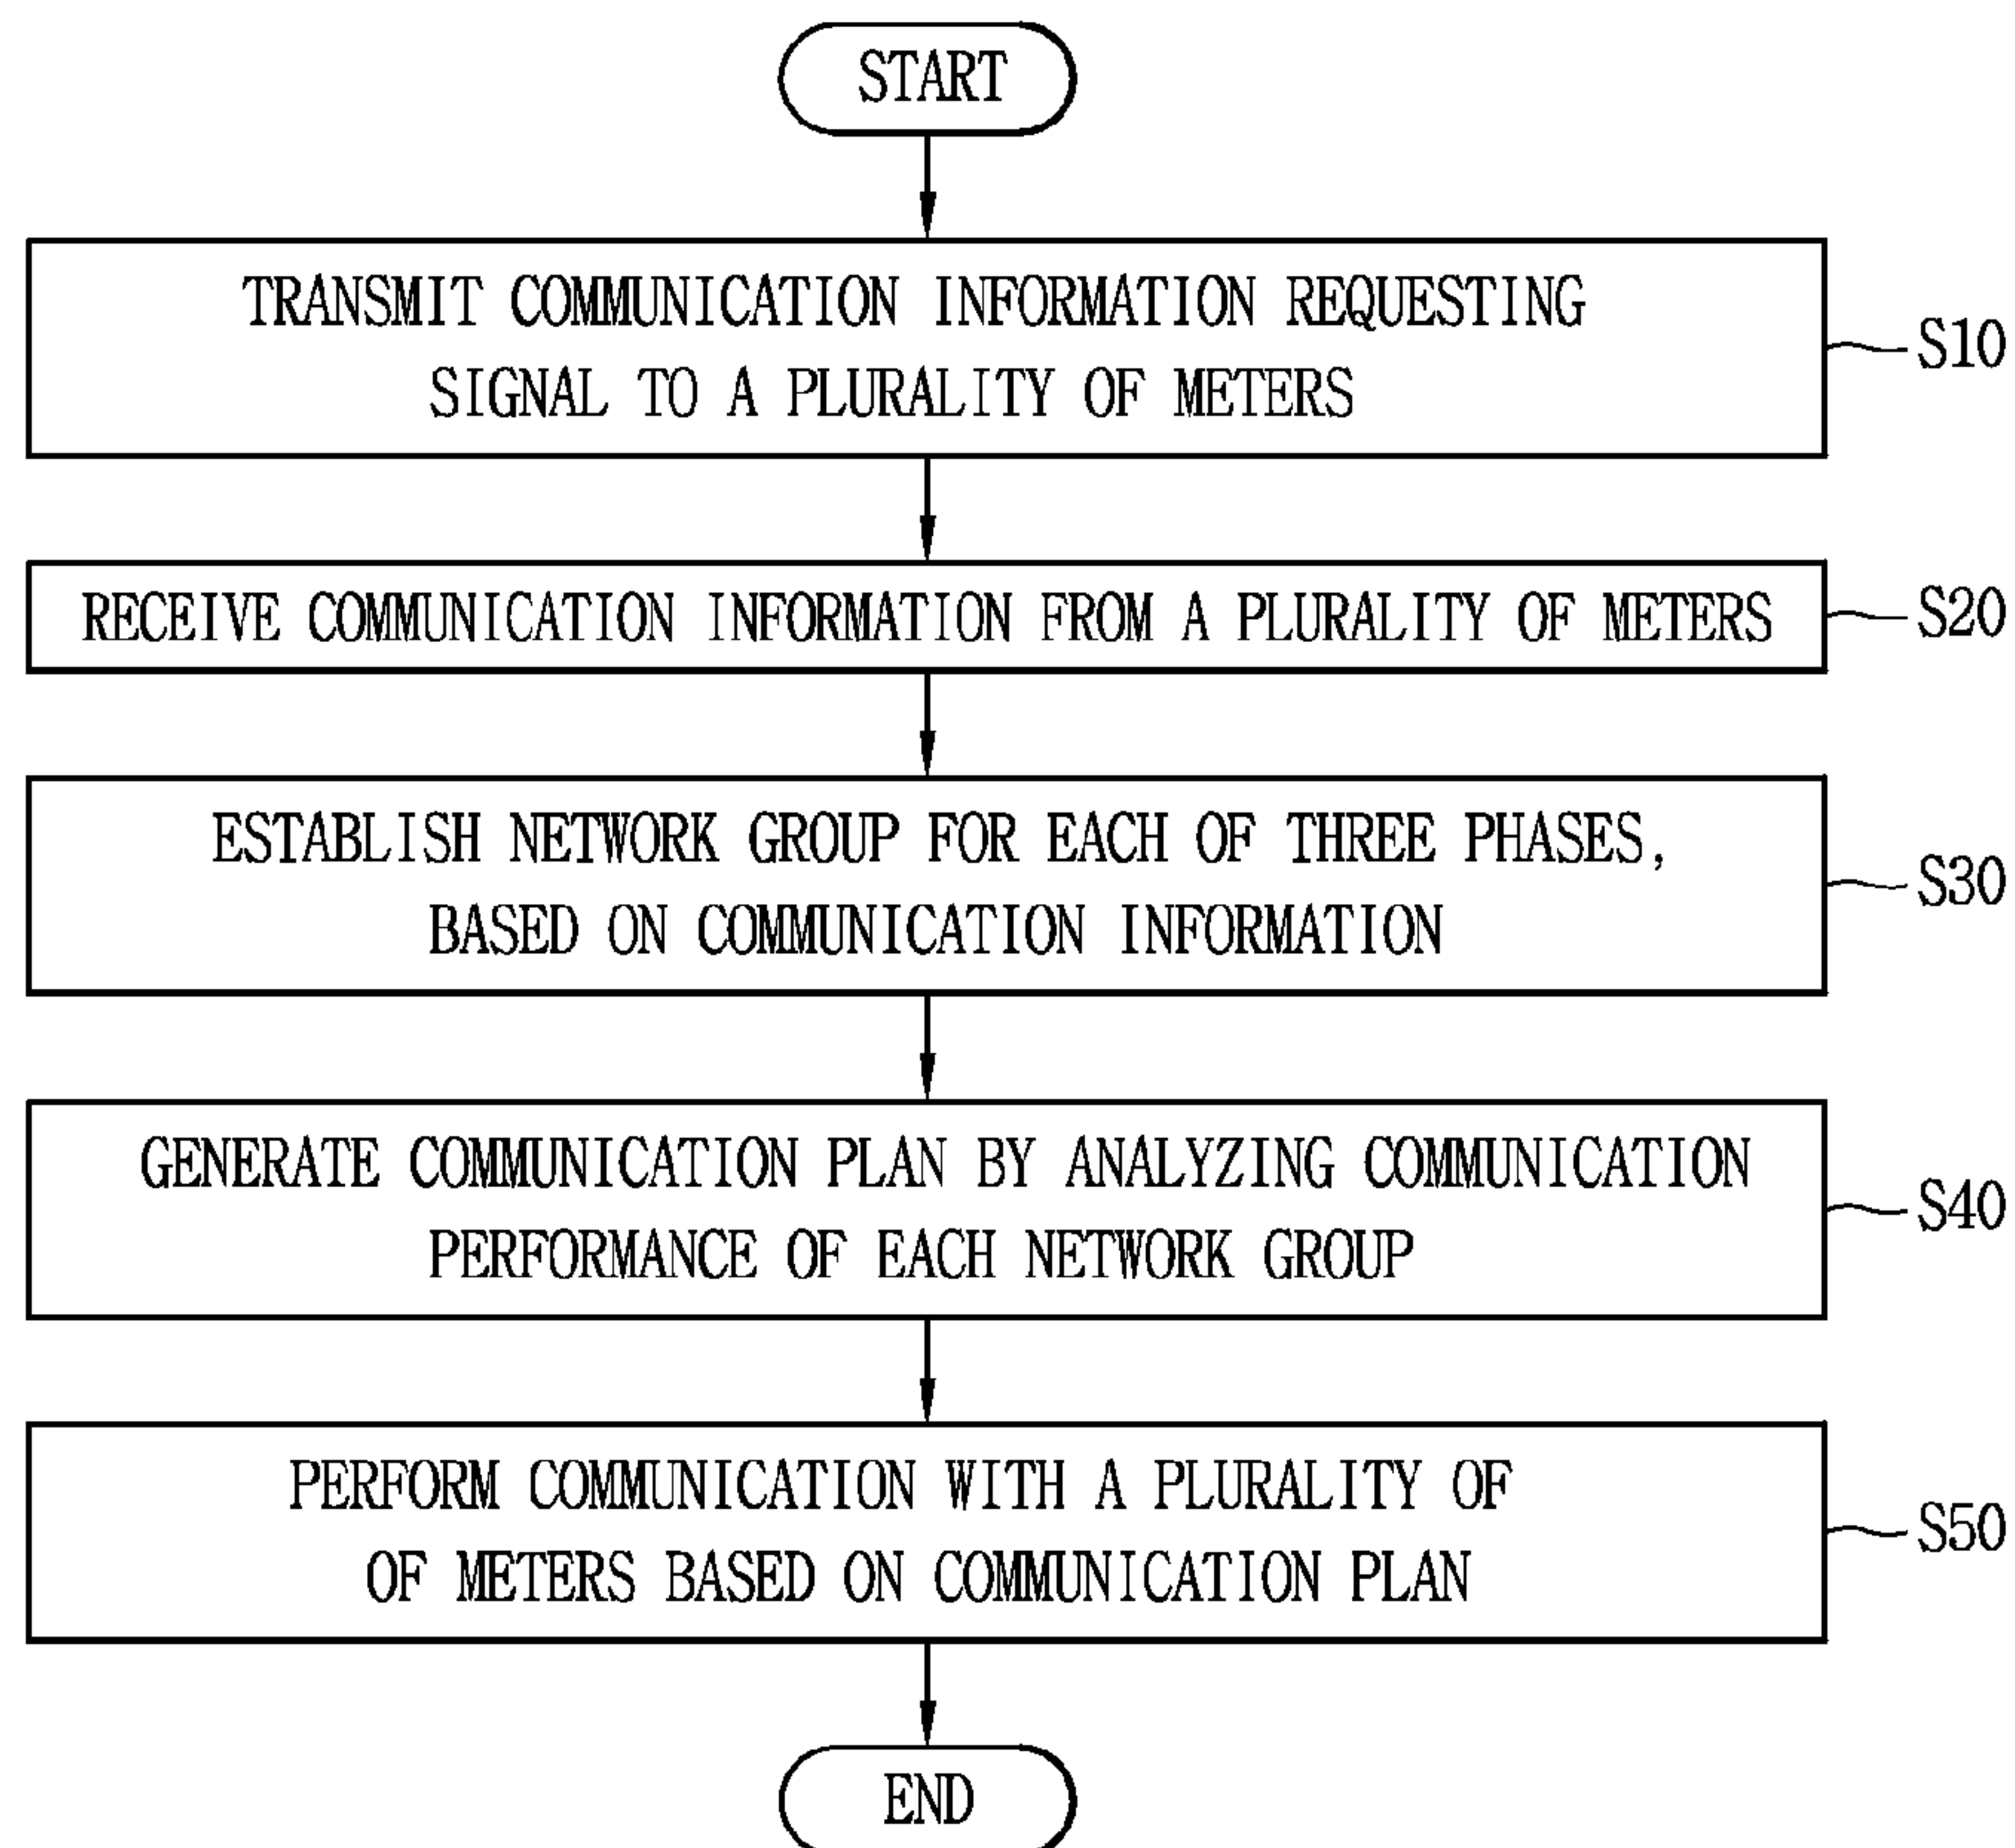 START
TRANSMIT COMMUNICATION INFORMATION REQUESTING
SIGNAL TO A PLURALITY OF METERS
S10
RECEIVE COMMUNICATION INFORMATION FROM A PLURALITY OF METERS
S20
ESTABLISH NETWORK GROUP FOR EACH OF THREE PHASES,
BASED ON COMMUNICATION INFORMATION
S30
GENERATE COMMUNICATION PLAN BY ANALYZING COMMUNICATION
PERFORMANCE OF EACH NETWORK GROUP
S40
PERFORM COMMUNICATION WITH A PLURALITY OF
OF METERS BASED ON COMMUNICATION PLAN
S50
END